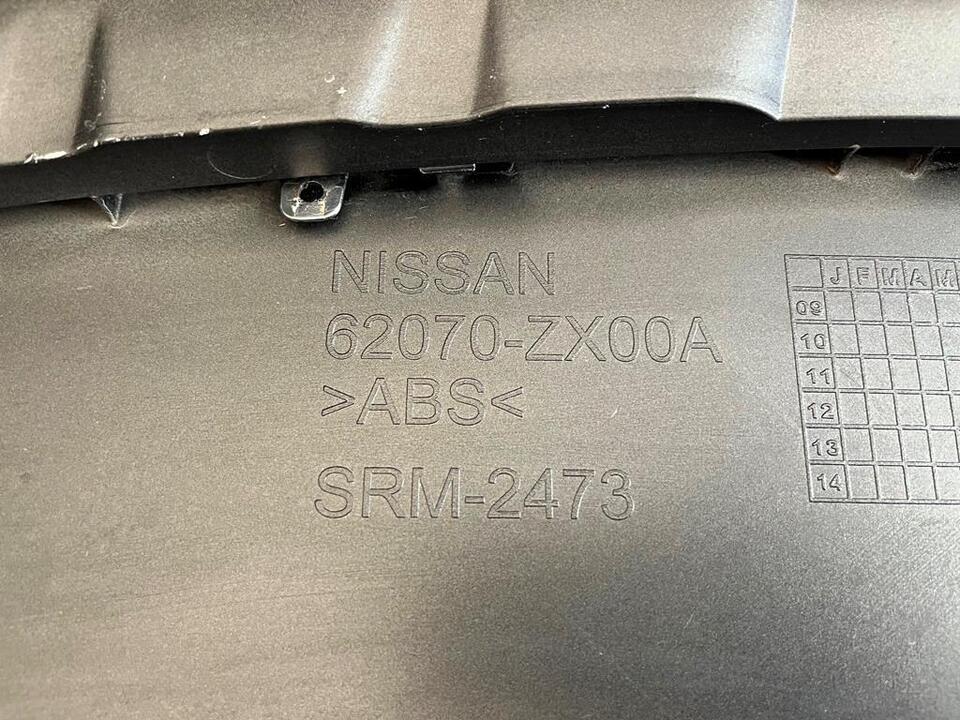 NISSAN
62070-ZX00A
>ABS<
SRM-2473
J F M A M
09
10
11
12
13
14